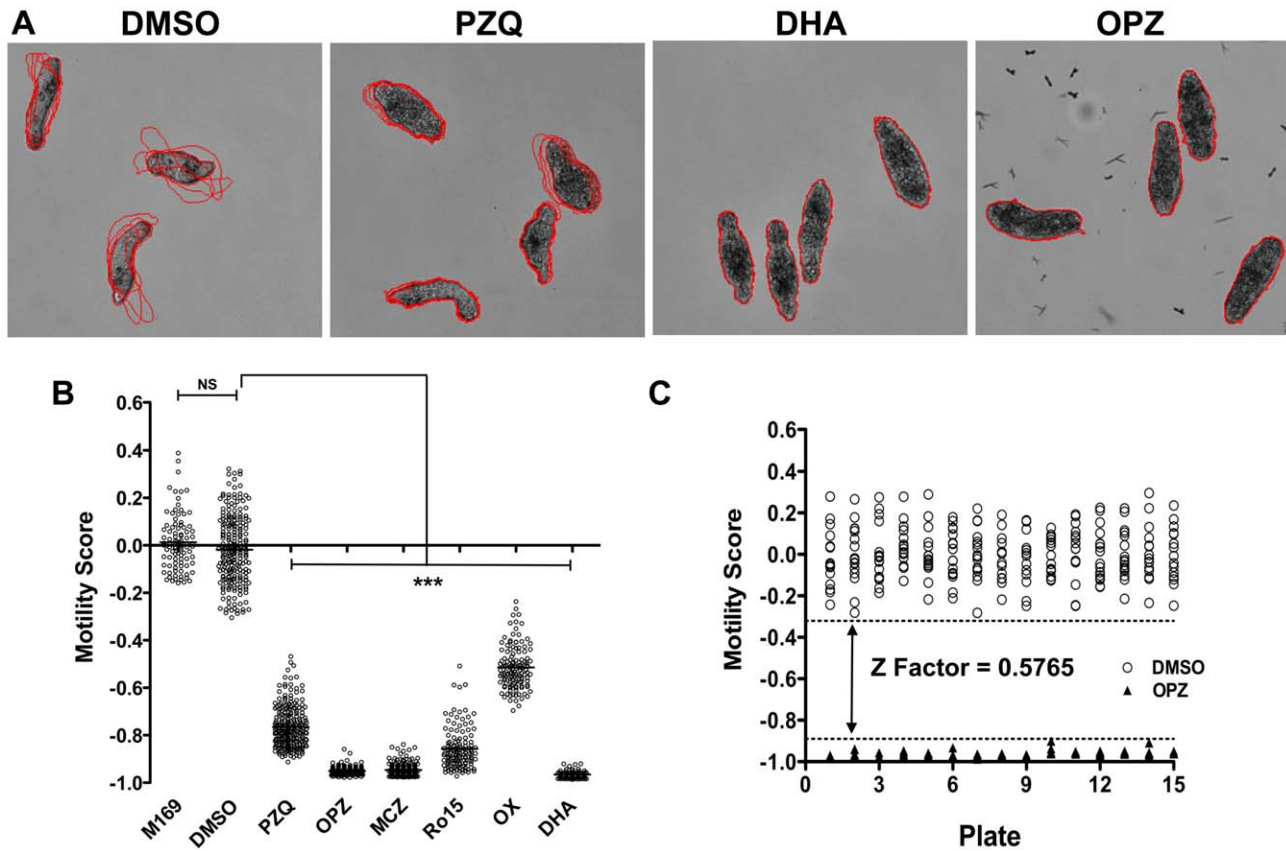 A
DMSO
PZQ
DHA
OPZ
B
Motility Score
0.6
0.4
0.2
0.0
-0.2
-0.4
-0.6
-0.8
-1.0
NS
***
M169
DMSO
PZQ
OPZ
MCZ
Ro15
OX
DHA
C
Motility Score
0.6
0.4
0.2
0.0
-0.2
-0.4
-0.6
-0.8
-1.0
Z Factor = 0.5765
DMSO
OPZ
0 3 6 9 12 15
Plate